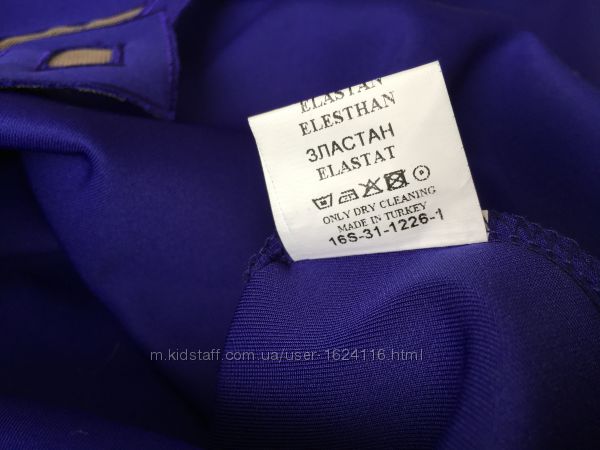 ELASTAN
ELESTHAN
ЗЛАСТАН
ELASTAT
ONLY DRY CLEANING
MADE IN TURKEY
16S-31-1226-1
m.kidstaff.com.ua/user-1624116.html